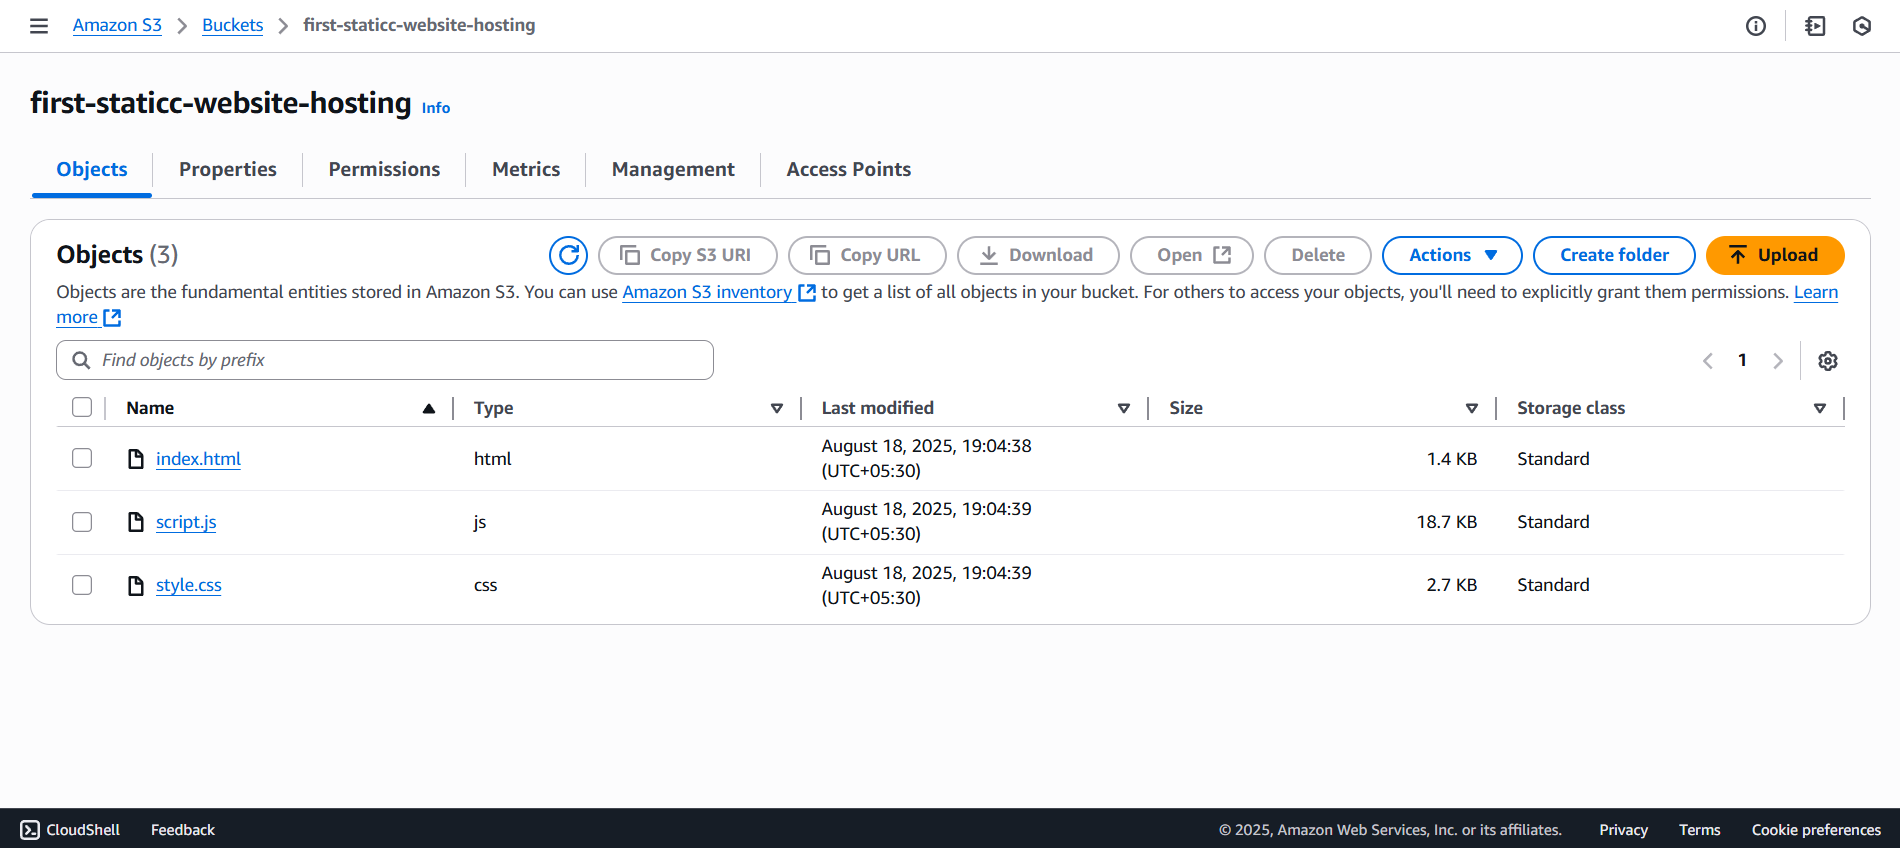 Amazon S3 > Buckets > first-staticc-website-hosting
first-staticc-website-hosting Info
Objects Properties Permissions Metrics Management Access Points
Objects (3) Copy S3 URI Copy URL Download Open Delete Actions Create folder Upload
Objects are the fundamental entities stored in Amazon S3. You can use Amazon S3 inventory to get a list of all objects in your bucket. For others to access your objects, you'll need to explicitly grant them permissions. Learn
more
Find objects by prefix 1
Name Type Last modified Size Storage class
index.html html August 18, 2025, 19:04:38 1.4 KB Standard
(UTC+05:30)
script.js js August 18, 2025, 19:04:39 18.7 KB Standard
(UTC+05:30)
style.css css August 18, 2025, 19:04:39 2.7 KB Standard
(UTC+05:30)
CloudShell Feedback © 2025, Amazon Web Services, Inc. or its affiliates. Privacy Terms Cookie preferences